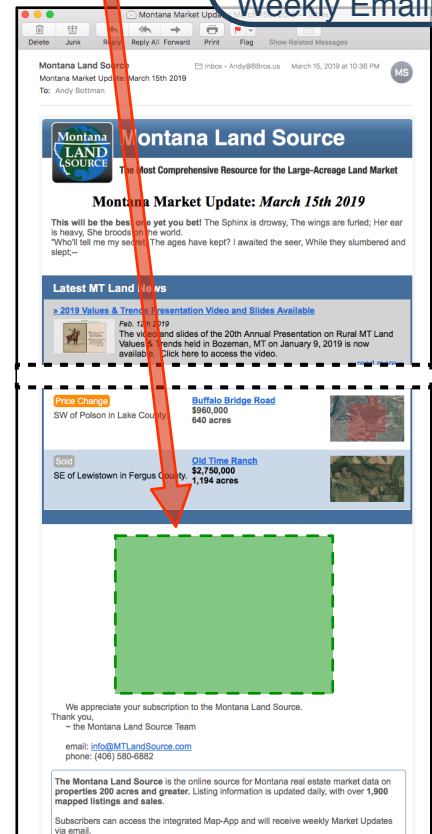 Weekly Email
Montana Market Upda
Delete Junk Reply Reply All Forward Print Flag Show Related Messages
Montana Land Source
Inbox - Andy@BBros.us March 15, 2019 at 10:36 PM
MS
Montana Market Update: March 15th 2019
To: Andy Bottman
Montana
LAND
SOURCE
Montana Land Source
The Most Comprehensive Resource for the Large-Acreage Land Market
Montana Market Update: March 15th 2019
This will be the best one yet you bet! The Sphinx is drowsy, The wings are furled; Her ear
is heavy, She broods on the world.
"Who'll tell me my secret, The ages have kept? I awaited the seer, While they slumbered and
slept;--
Latest MT Land News
» 2019 Values & Trends Presentation Video and Slides Available
Feb. 12th 2019
The video and slides of the 20th Annual Presentation on Rural MT Land
Values & Trends held in Bozeman, MT on January 9, 2019 is now
available. Click here to access the video.
Price Change
SW of Polson in Lake County.
Buffalo Bridge Road
$960,000
640 acres
Sold
SE of Lewistown in Fergus County.
Old Time Ranch
$2,750,000
1,194 acres
We appreciate your subscription to the Montana Land Source.
Thank you,
~ the Montana Land Source Team
email: info@MTLandSource.com
phone: (406) 580-6882
The Montana Land Source is the online source for Montana real estate market data on
properties 200 acres and greater. Listing information is updated daily, with over 1,900
mapped listings and sales.
Subscribers can access the integrated Map-App and will receive weekly Market Updates
via email.